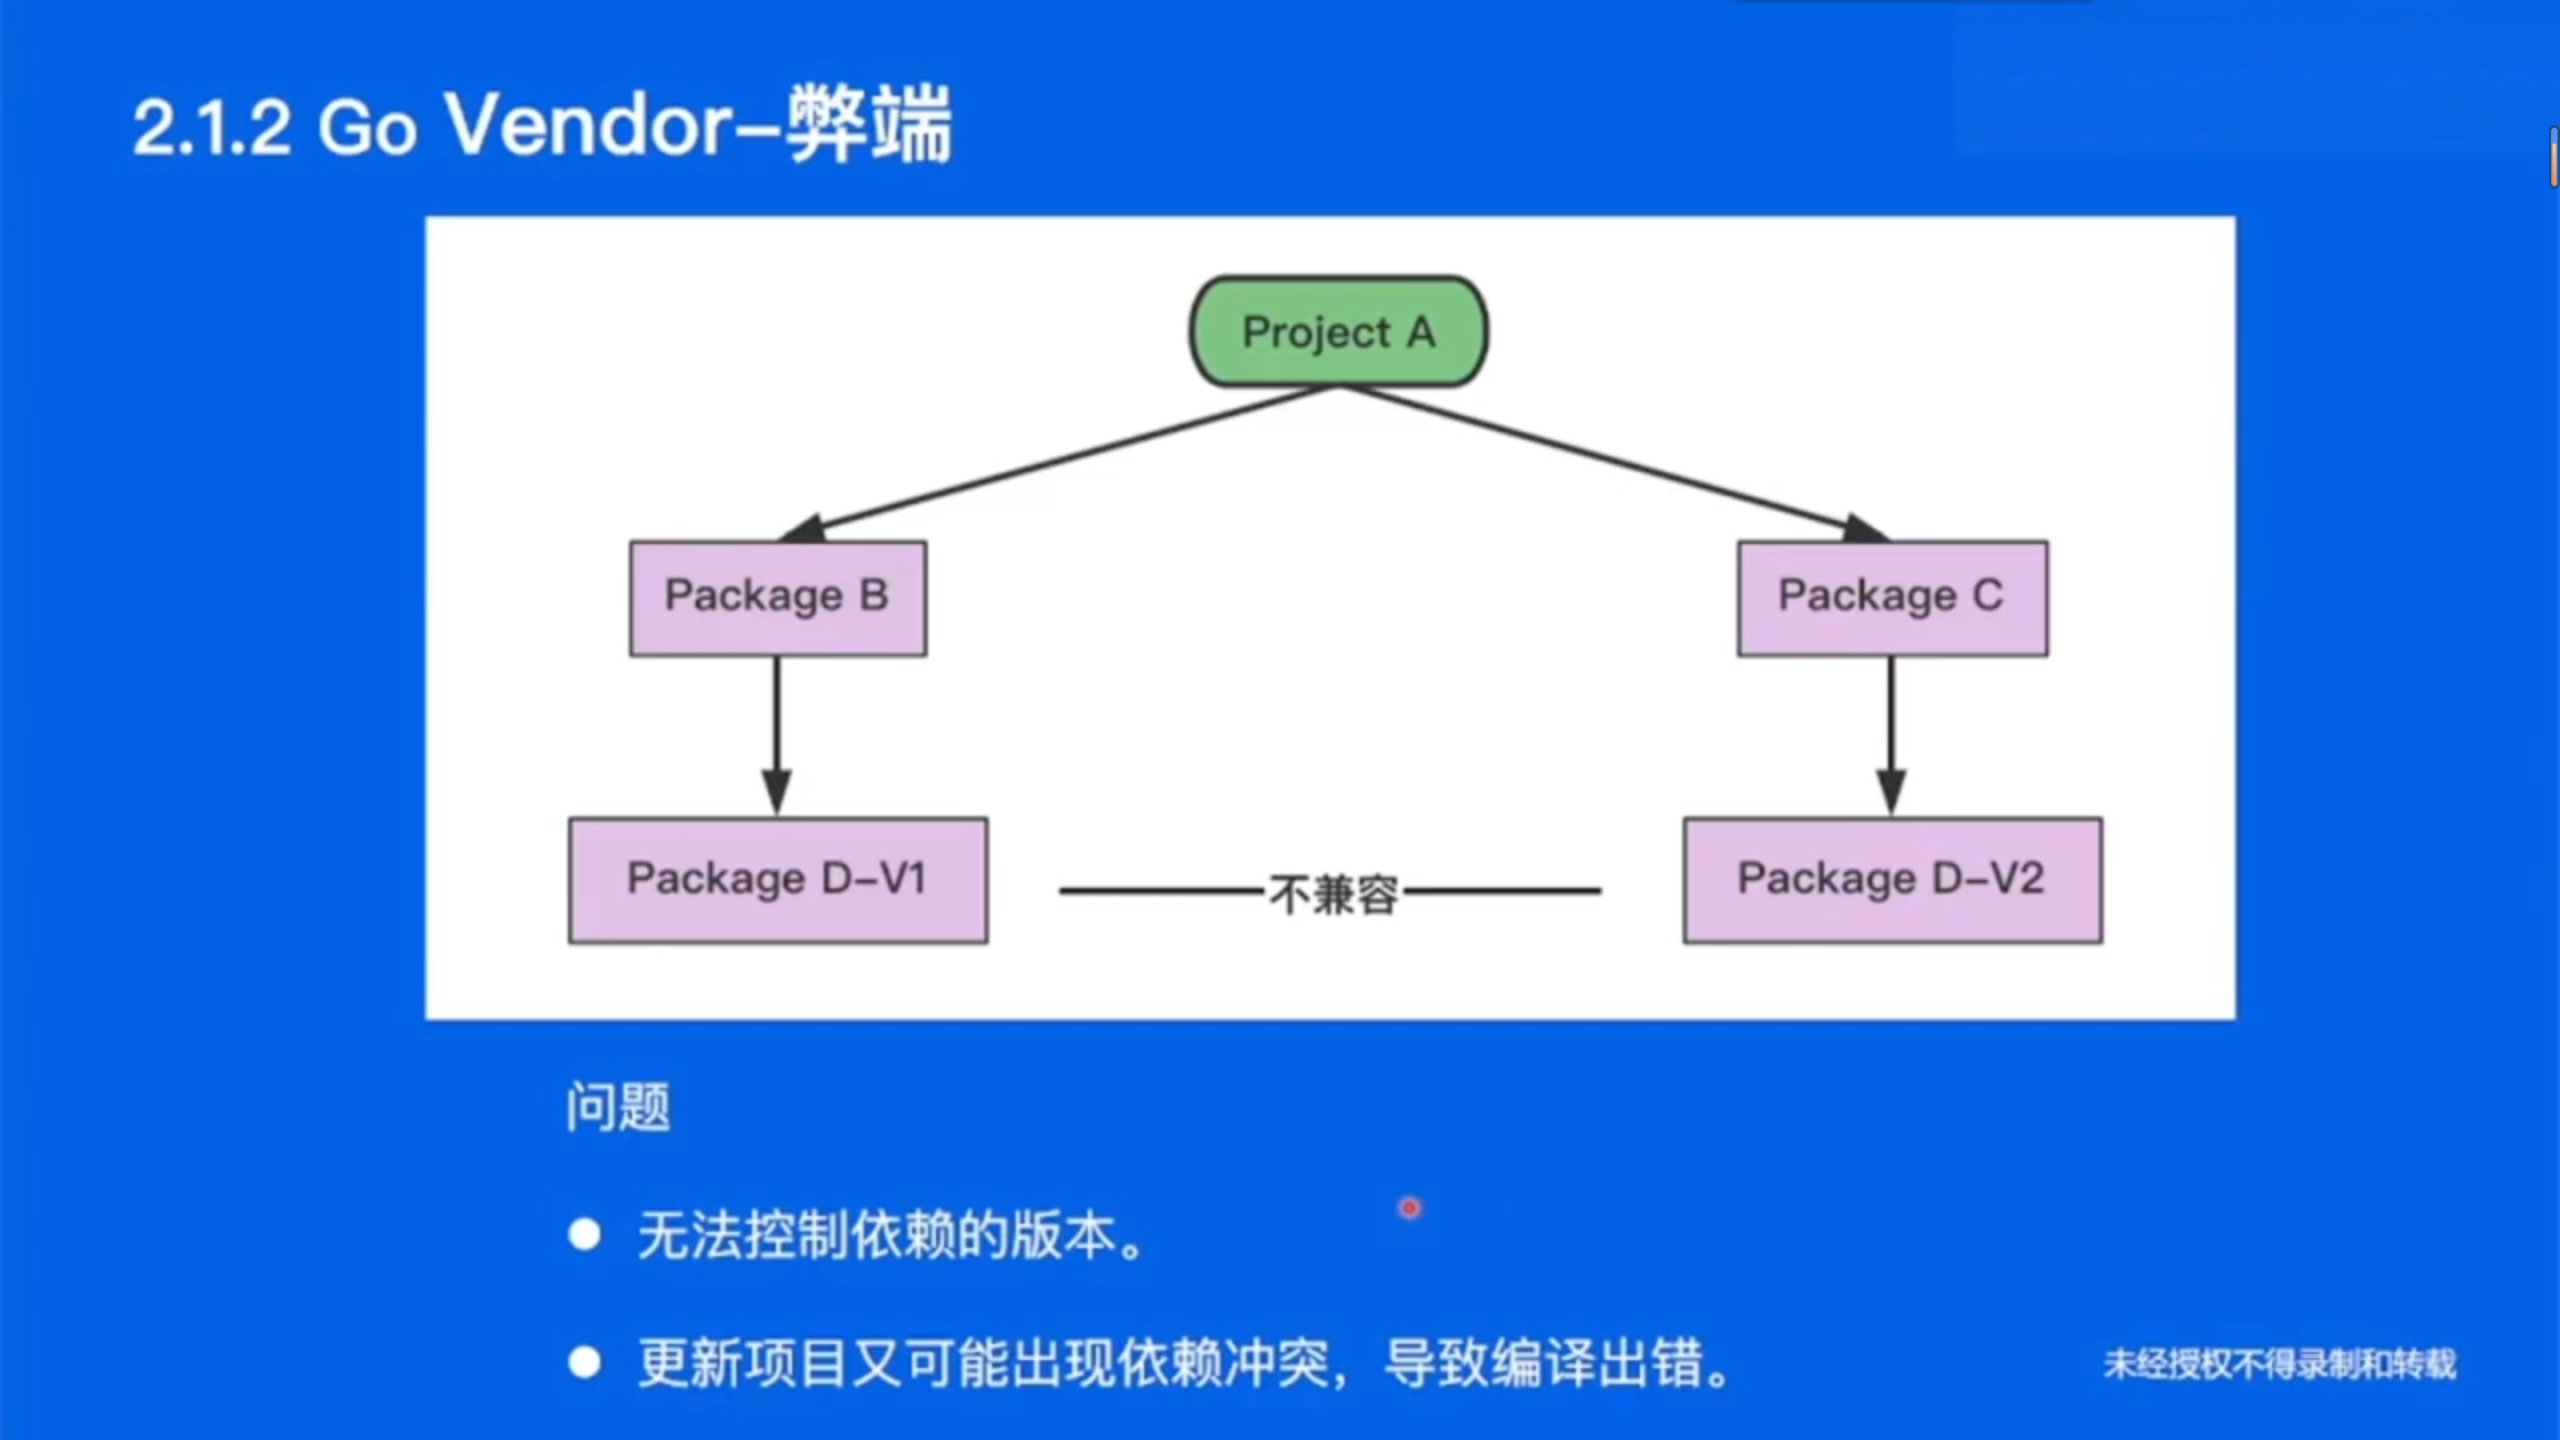 2.1.2 Go Vendor-弊端
Project A
Package B
Package C
Package D-V1
不兼容
Package D-V2
问题
无法控制依赖的版本。
更新项目又可能出现依赖冲突，导致编译出错。
未经授权不得录制和转载